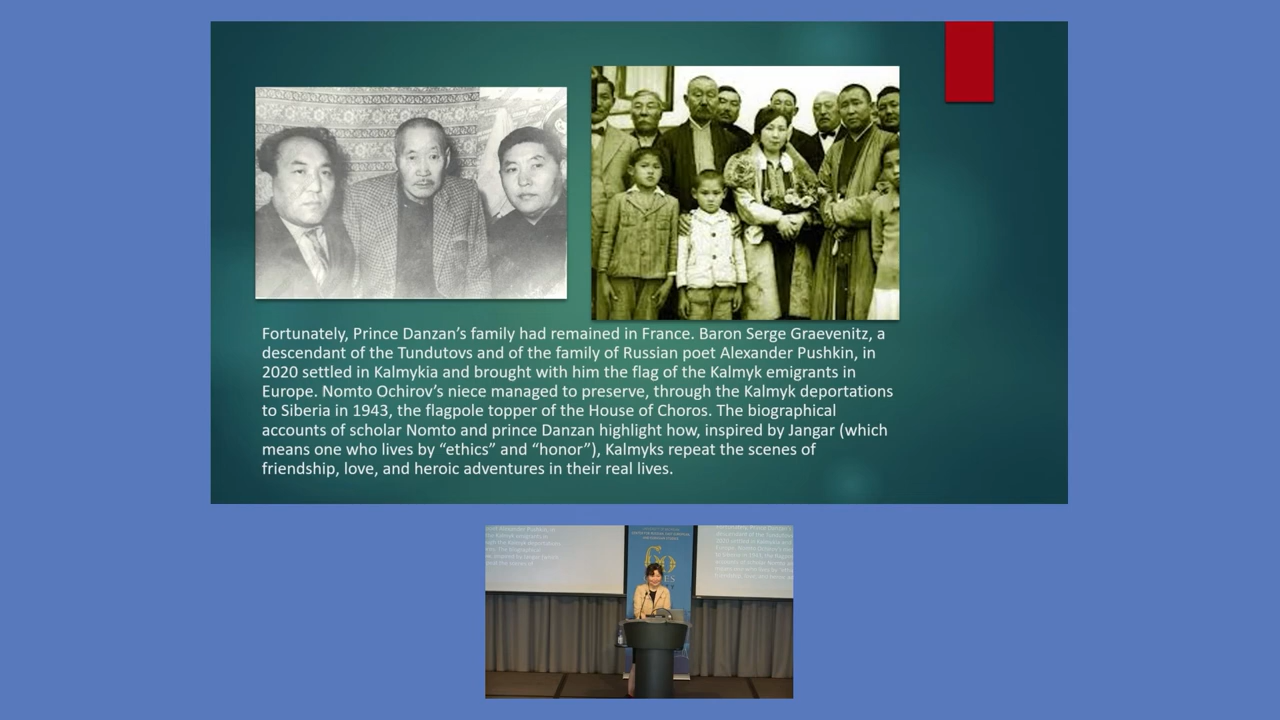 Fortunately, Prince Danzan’s family had remained in France. Baron Serge Graevenitz, a
descendant of the Tundutovs and of the family of Russian poet Alexander Pushkin, in
2020 settled in Kalmykia and brought with him the flag of the Kalmyk emigrants in
Europe. Nomto Ochirov’s niece managed to preserve, through the Kalmyk deportations
to Siberia in 1943, the flagpole topper of the House of Choros. The biographical
accounts of scholar Nomto and prince Danzan highlight how, inspired by Jangar (which
means one who lives by “ethics” and “honor”), Kalmyks repeat the scenes of
friendship, love, and heroic adventures in their real lives.
60